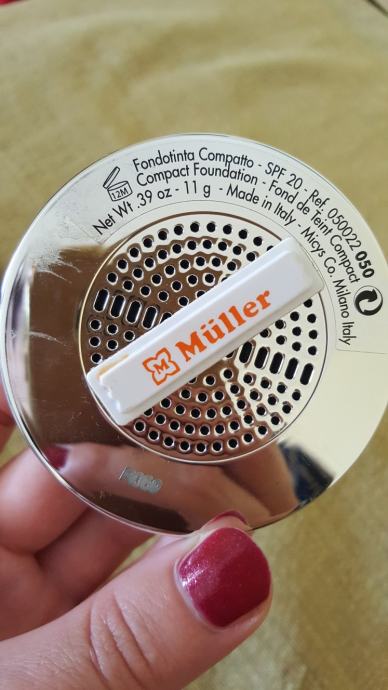 Fondotinta Compatto - SPF 20 - Ref. 050022.050
Compact Foundation - Fond de Teint Compact
12M
Net Wt .39 oz - 11 g - Made in Italy - Micys Co. Milano Italy
Müller